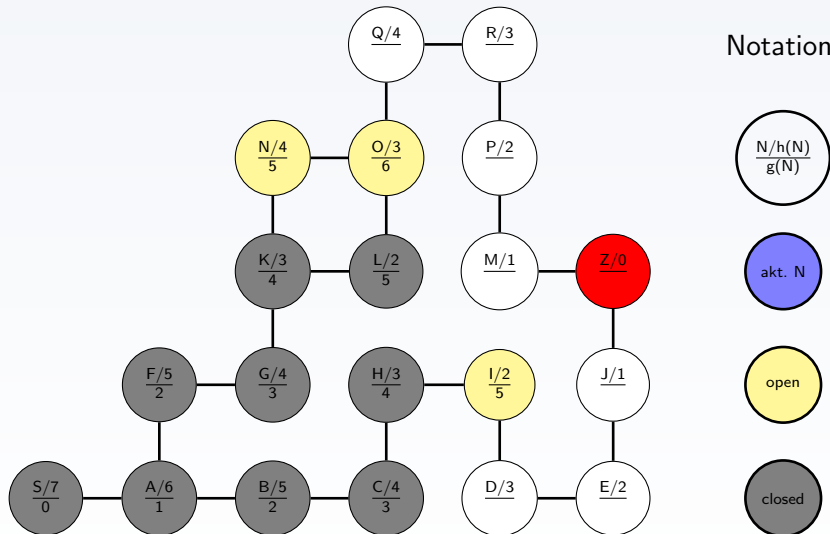 Q/4
R/3
Notation
N/4
5
O/3
6
P/2
N/h(N)
g(N)
K/3
4
L/2
5
M/1
Z/0
akt. N
F/5
2
G/4
3
H/3
4
I/2
5
J/1
open
S/7
0
A/6
1
B/5
2
C/4
3
D/3
E/2
closed